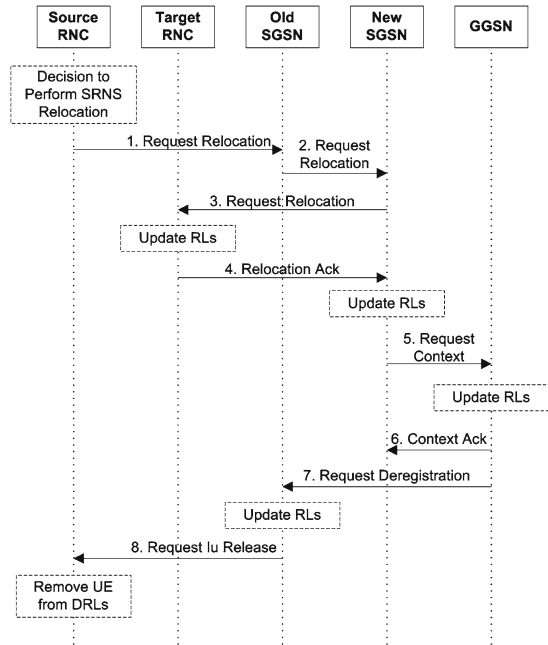 Source RNC
Target RNC
Old SGSN
New SGSN
GGSN
Decision to
Perform SRNS
Relocation
1. Request Relocation
2. Request
Relocation
3. Request Relocation
Update RLs
4. Relocation Ack
Update RLs
5. Request
Context
Update RLs
6. Context Ack
7. Request Deregistration
Update RLs
8. Request Iu Release
Remove UE
from DRLs